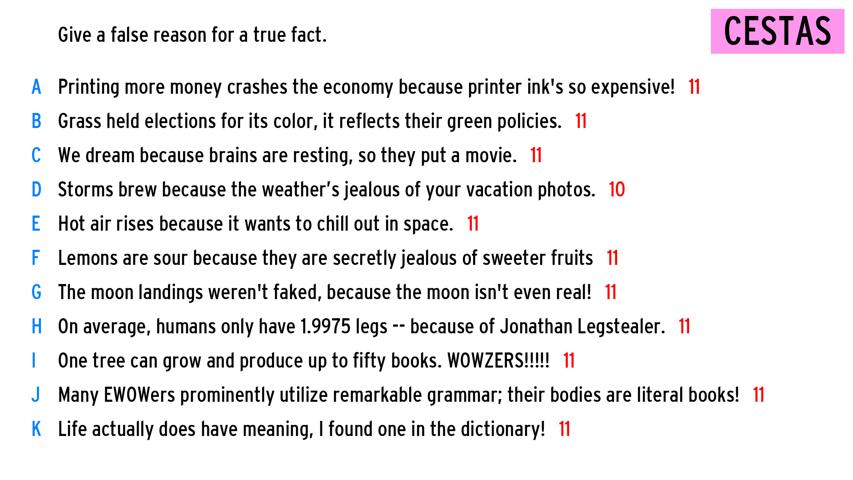 Give a false reason for a true fact.
CESTAS
A Printing more money crashes the economy because printer ink's so expensive! 11
B Grass held elections for its color, it reflects their green policies. 11
C We dream because brains are resting, so they put a movie. 11
D Storms brew because the weather’s jealous of your vacation photos. 10
E Hot air rises because it wants to chill out in space. 11
F Lemons are sour because they are secretly jealous of sweeter fruits 11
G The moon landings weren't faked, because the moon isn't even real! 11
H On average, humans only have 1.9975 legs -- because of Jonathan Legstealer. 11
I One tree can grow and produce up to fifty books. WOWZERS!!!!! 11
J Many EWOWers prominently utilize remarkable grammar; their bodies are literal books! 11
K Life actually does have meaning, I found one in the dictionary! 11